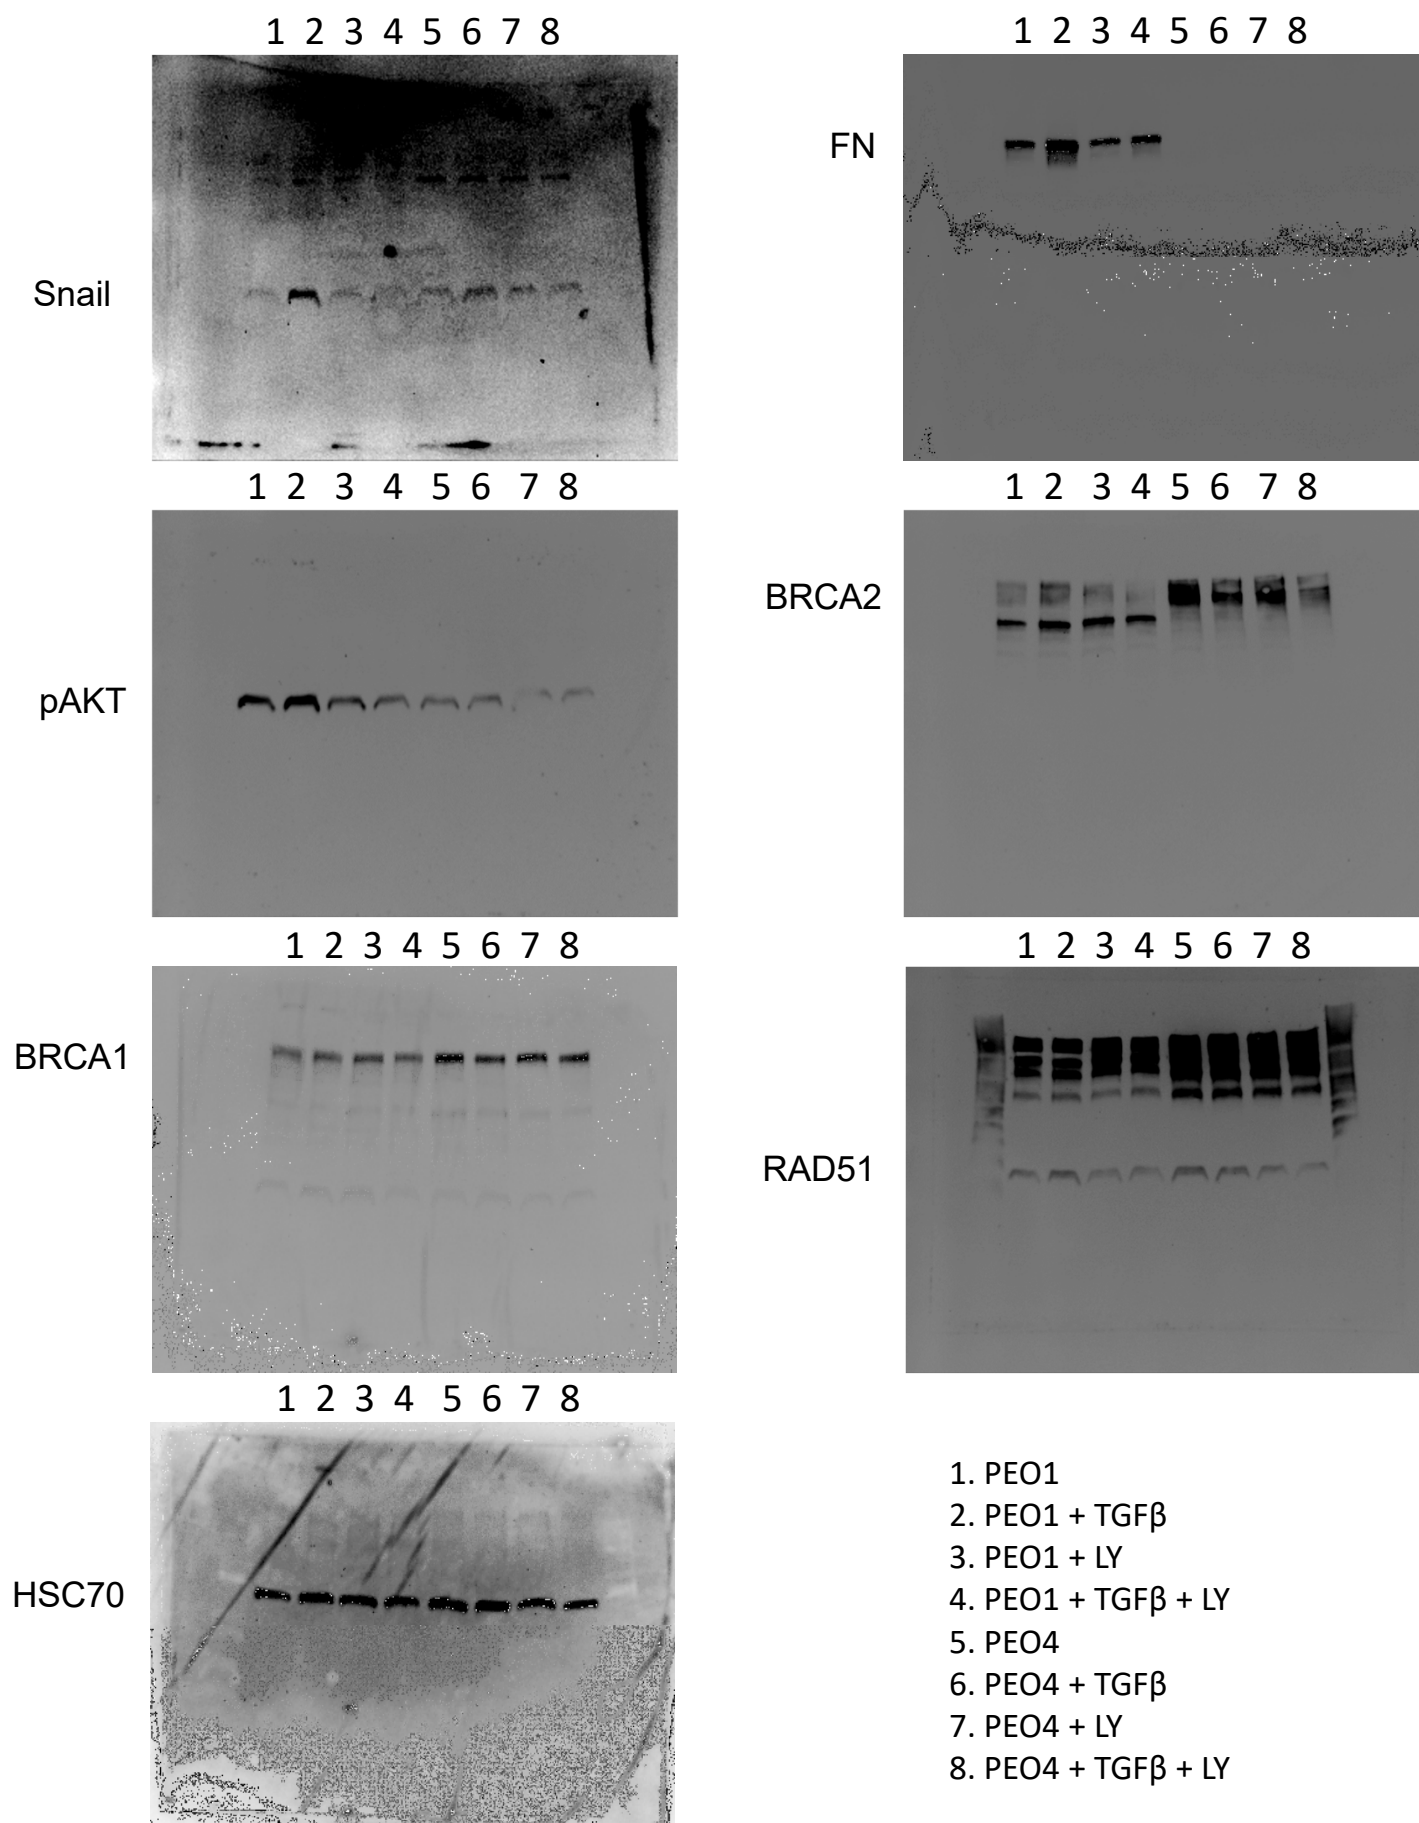 1 2 3 4 5 6 7 8
Snail
1 2 3 4 5 6 7 8
FN
1 2 3 4 5 6 7 8
pAKT
1 2 3 4 5 6 7 8
BRCA2
1 2 3 4 5 6 7 8
BRCA1
1 2 3 4 5 6 7 8
RAD51
1 2 3 4 5 6 7 8
HSC70
1. PEO1
2. PEO1 + TGFβ
3. PEO1 + LY
4. PEO1 + TGFβ + LY
5. PEO4
6. PEO4 + TGFβ
7. PEO4 + LY
8. PEO4 + TGFβ + LY